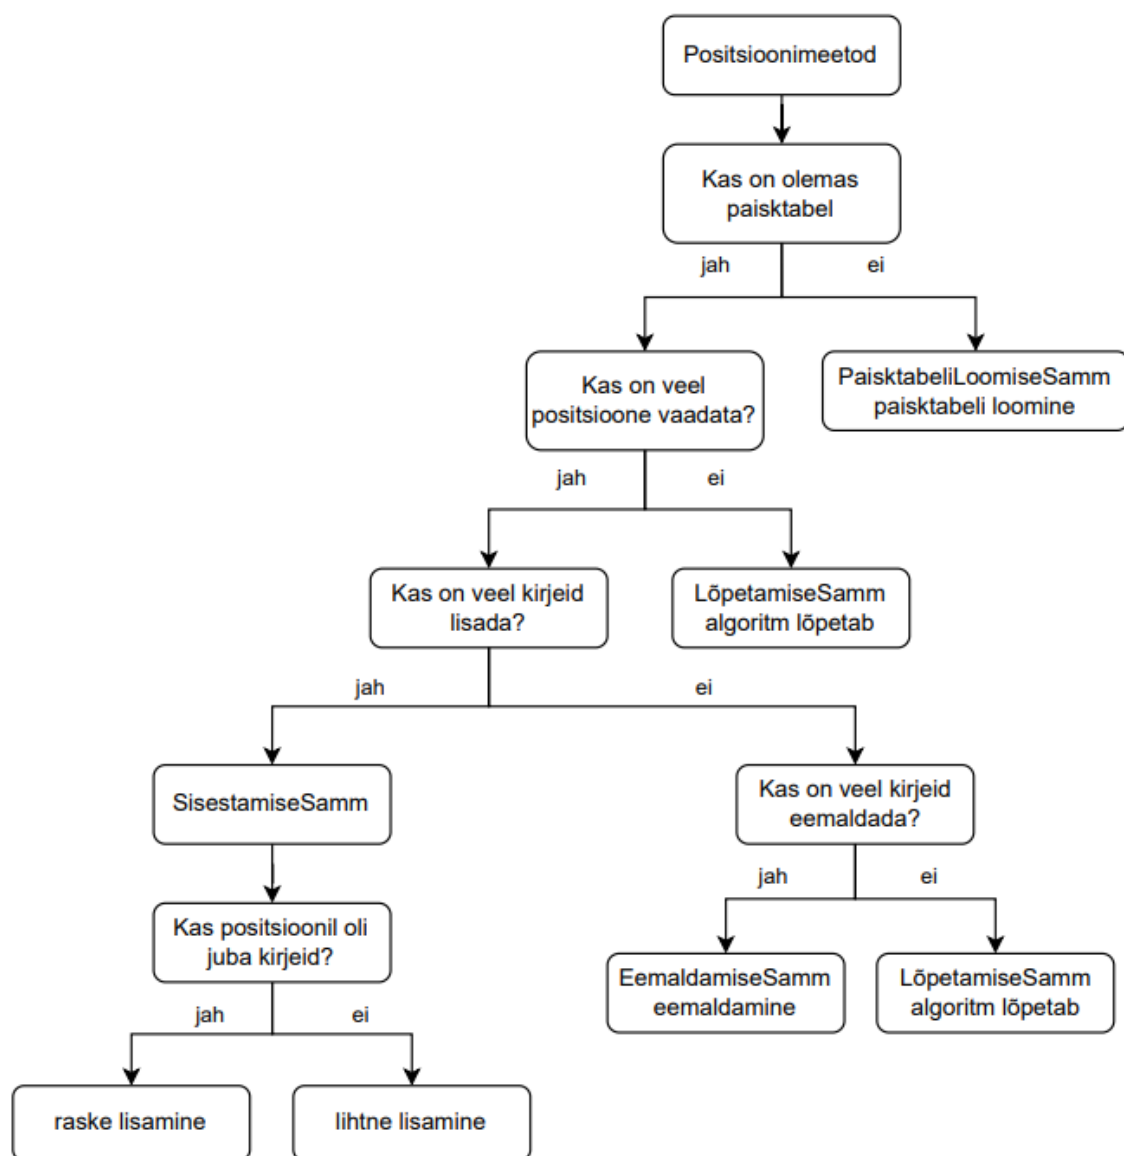 Positsioonimeetod
Kas on olemas
paisktabel
jah
ei
Kas on veel
positsioone vaadata?
PaisktabeliLoomiseSamm
paisktabeli loomine
jah
ei
Kas on veel kirjeid
lisada?
LõpetamiseSamm
algoritm lõpetab
jah
ei
SisestamiseSamm
Kas on veel kirjeid
eemaldada?
jah
ei
Kas positsioonil oli
juba kirjeid?
EemaldamiseSamm
eemaldamine
LõpetamiseSamm
algoritm lõpetab
jah
ei
raske lisamine
lihtne lisamine